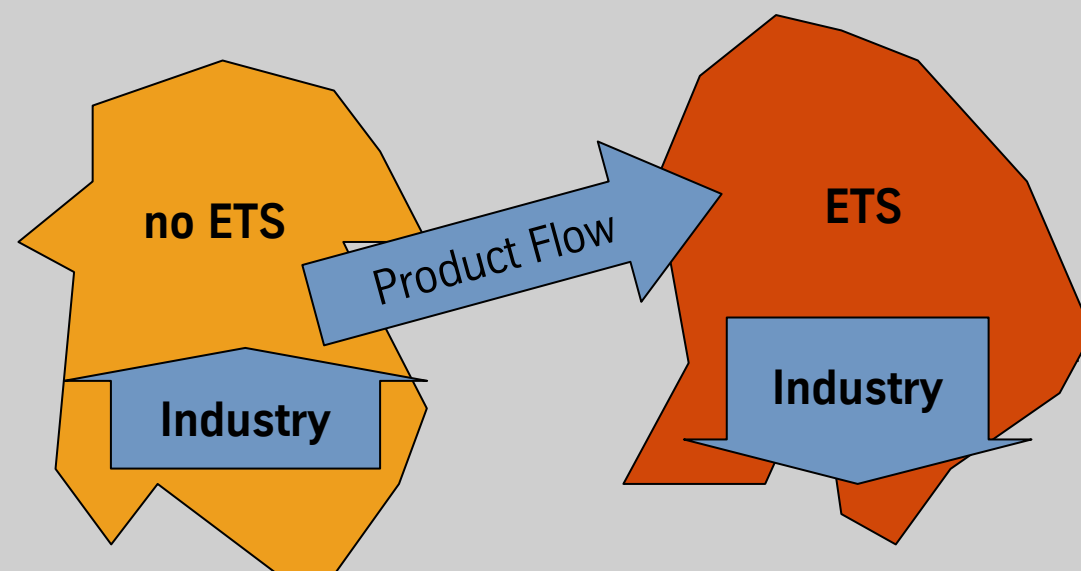 no ETS
ETS
Product Flow
Industry
Industry